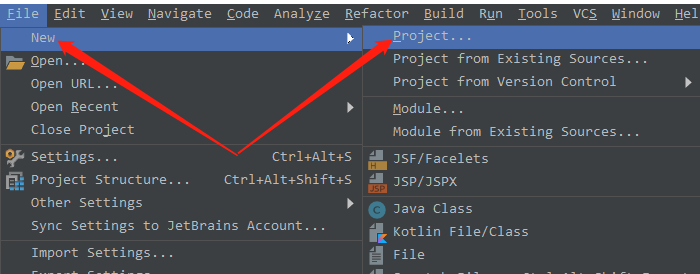 File Edit View Navigate Code Analyze Refactor Build Run Tools VCS Window Hel
New
Open...
Open URL...
Open Recent
Close Project
Settings... Ctrl+Alt+S
Project Structure... Ctrl+Alt+Shift+S
Other Settings
Sync Settings to JetBrains Account...
Import Settings...
Project...
Project from Existing Sources...
Project from Version Control
Module...
Module from Existing Sources...
H JSF/Facelets
JSP JSP/JSPX
C Java Class
Kotlin File/Class
File